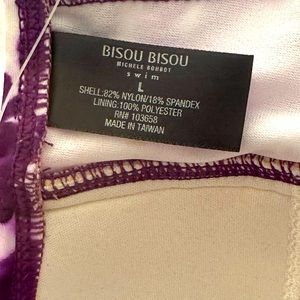 BISOU BISOU
MICHELE BOHBOT
swim
L
SHELL:82% NYLON/18% SPANDEX
LINING:100% POLYESTER
RN# 103658
MADE IN TAIWAN